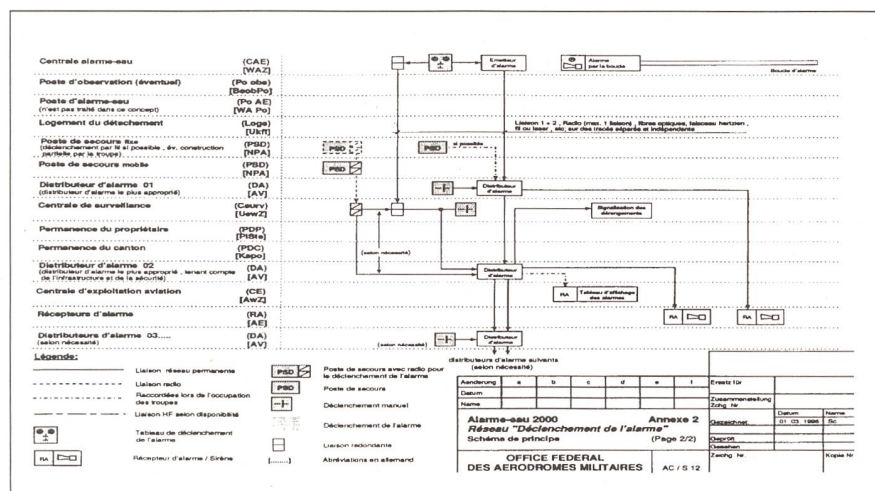 Centrale alarme-eau (CAE)
[WAZ]
Emetteur
d'alarme
Alarme
par la boucle
Boucle d'alarme
Poste d'observation (éventuel) (Po obs)
[BeobPo]
Poste d'alarme-eau (Po AE)
(n'est pas traité dans ce concept) [WA Po]
Logement du détachement (Loge)
[Ukft]
Liaison 1 + 2 , Radio (max. 1 liaison) , fibres optiques, faisceau hertzien ,
fil ou laser , etc, sur des tracés séparés et indépendants
Poste de secours fixe (PSD)
(déclenchement par fil si possible , év. construction [NPA]
partielle par la troupe)
PSD
PSD
si possible
Poste de secours mobile (PSD)
[NPA]
PSD
Distributeur d'alarme 01 (DA)
(distributeur d'alarme le plus approprié) [AV]
Distributeur
d'alarme
Centrale de surveillance (Csurv)
[UewZ]
Signalisation des
dérangements
Permanence du propriétaire (PDP)
[PiSte]
Permanence du canton (PDC)
[Kapo]
(selon nécessité)
Distributeur d'alarme 02 (DA)
(distributeur d'alarme le plus approprié , tenant compte [AV]
de l'infrastructure et de la sécurité)
Distributeur
d'alarme
Centrale d'exploitation aviation (CE)
[AwZ]
RA Tableau d'affichage
des alarmes
Récepteurs d'alarme (RA)
[AE]
RA
RA
Distributeurs d'alarme 03..... (DA)
(selon nécessité) [AV]
(selon nécessité)
Distributeur
d'alarme
distributeurs d'alarme suivants
(selon nécessité)
Légende:
Liaison réseau permanente
Liaison radio
Raccordées lors de l'occupation
des troupes
Liaison HF selon disponibilité
Tableau de déclenchement
de l'alarme
RA Récepteur d'alarme / Sirène
PSD Poste de secours avec radio pour
le déclenchement de l'alarme
PSD Poste de secours
Déclenchement manuel
Déclenchement de l'alarme
Liaison redondante
[........] Abréviations en allemand
Aenderung a b c d e f
Datum
Name
Ersatz für
Zusammenstellung
Zchg. Nr.
Alarme-eau 2000 Annexe 2
Réseau "Déclenchement de l'alarme"
Schéma de principe (Page 2/2)
Datum Name
Gezeichnet 01.03.1996 Sc
Geprüft
Gesehen
OFFICE FEDERAL
DES AERODROMES MILITAIRES
AC / S 12
Zeichg. Nr.
Kopie Nr